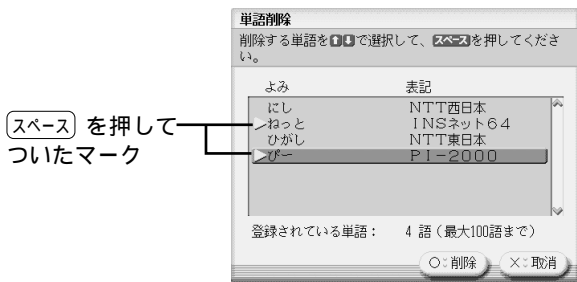 単語削除
削除する単語を⬆⬇で選択して、スペースを押してくださ
い。
よみ 表記
にし NTT西日本
▷ねっと INSネット64
ひがし NTT東日本
▷ぴー PI-2000
登録されている単語： 4 語（最大100語まで）
○：削除 ×：取消
スペース を押して
ついたマーク